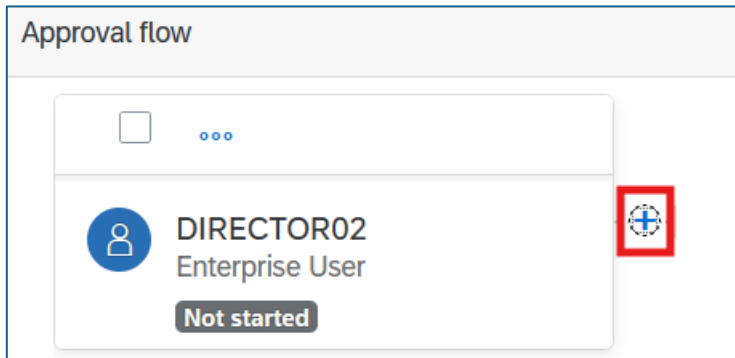 Approval flow
DIRECTOR02
Enterprise User
Not started